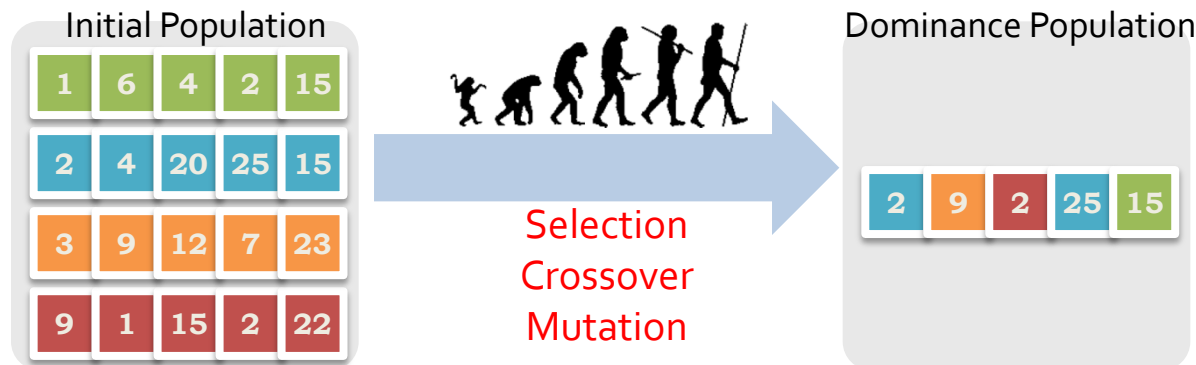 Initial Population
1 6 4 2 15
2 4 20 25 15
3 9 12 7 23
9 1 15 2 22
Selection
Crossover
Mutation
Dominance Population
2 9 2 25 15